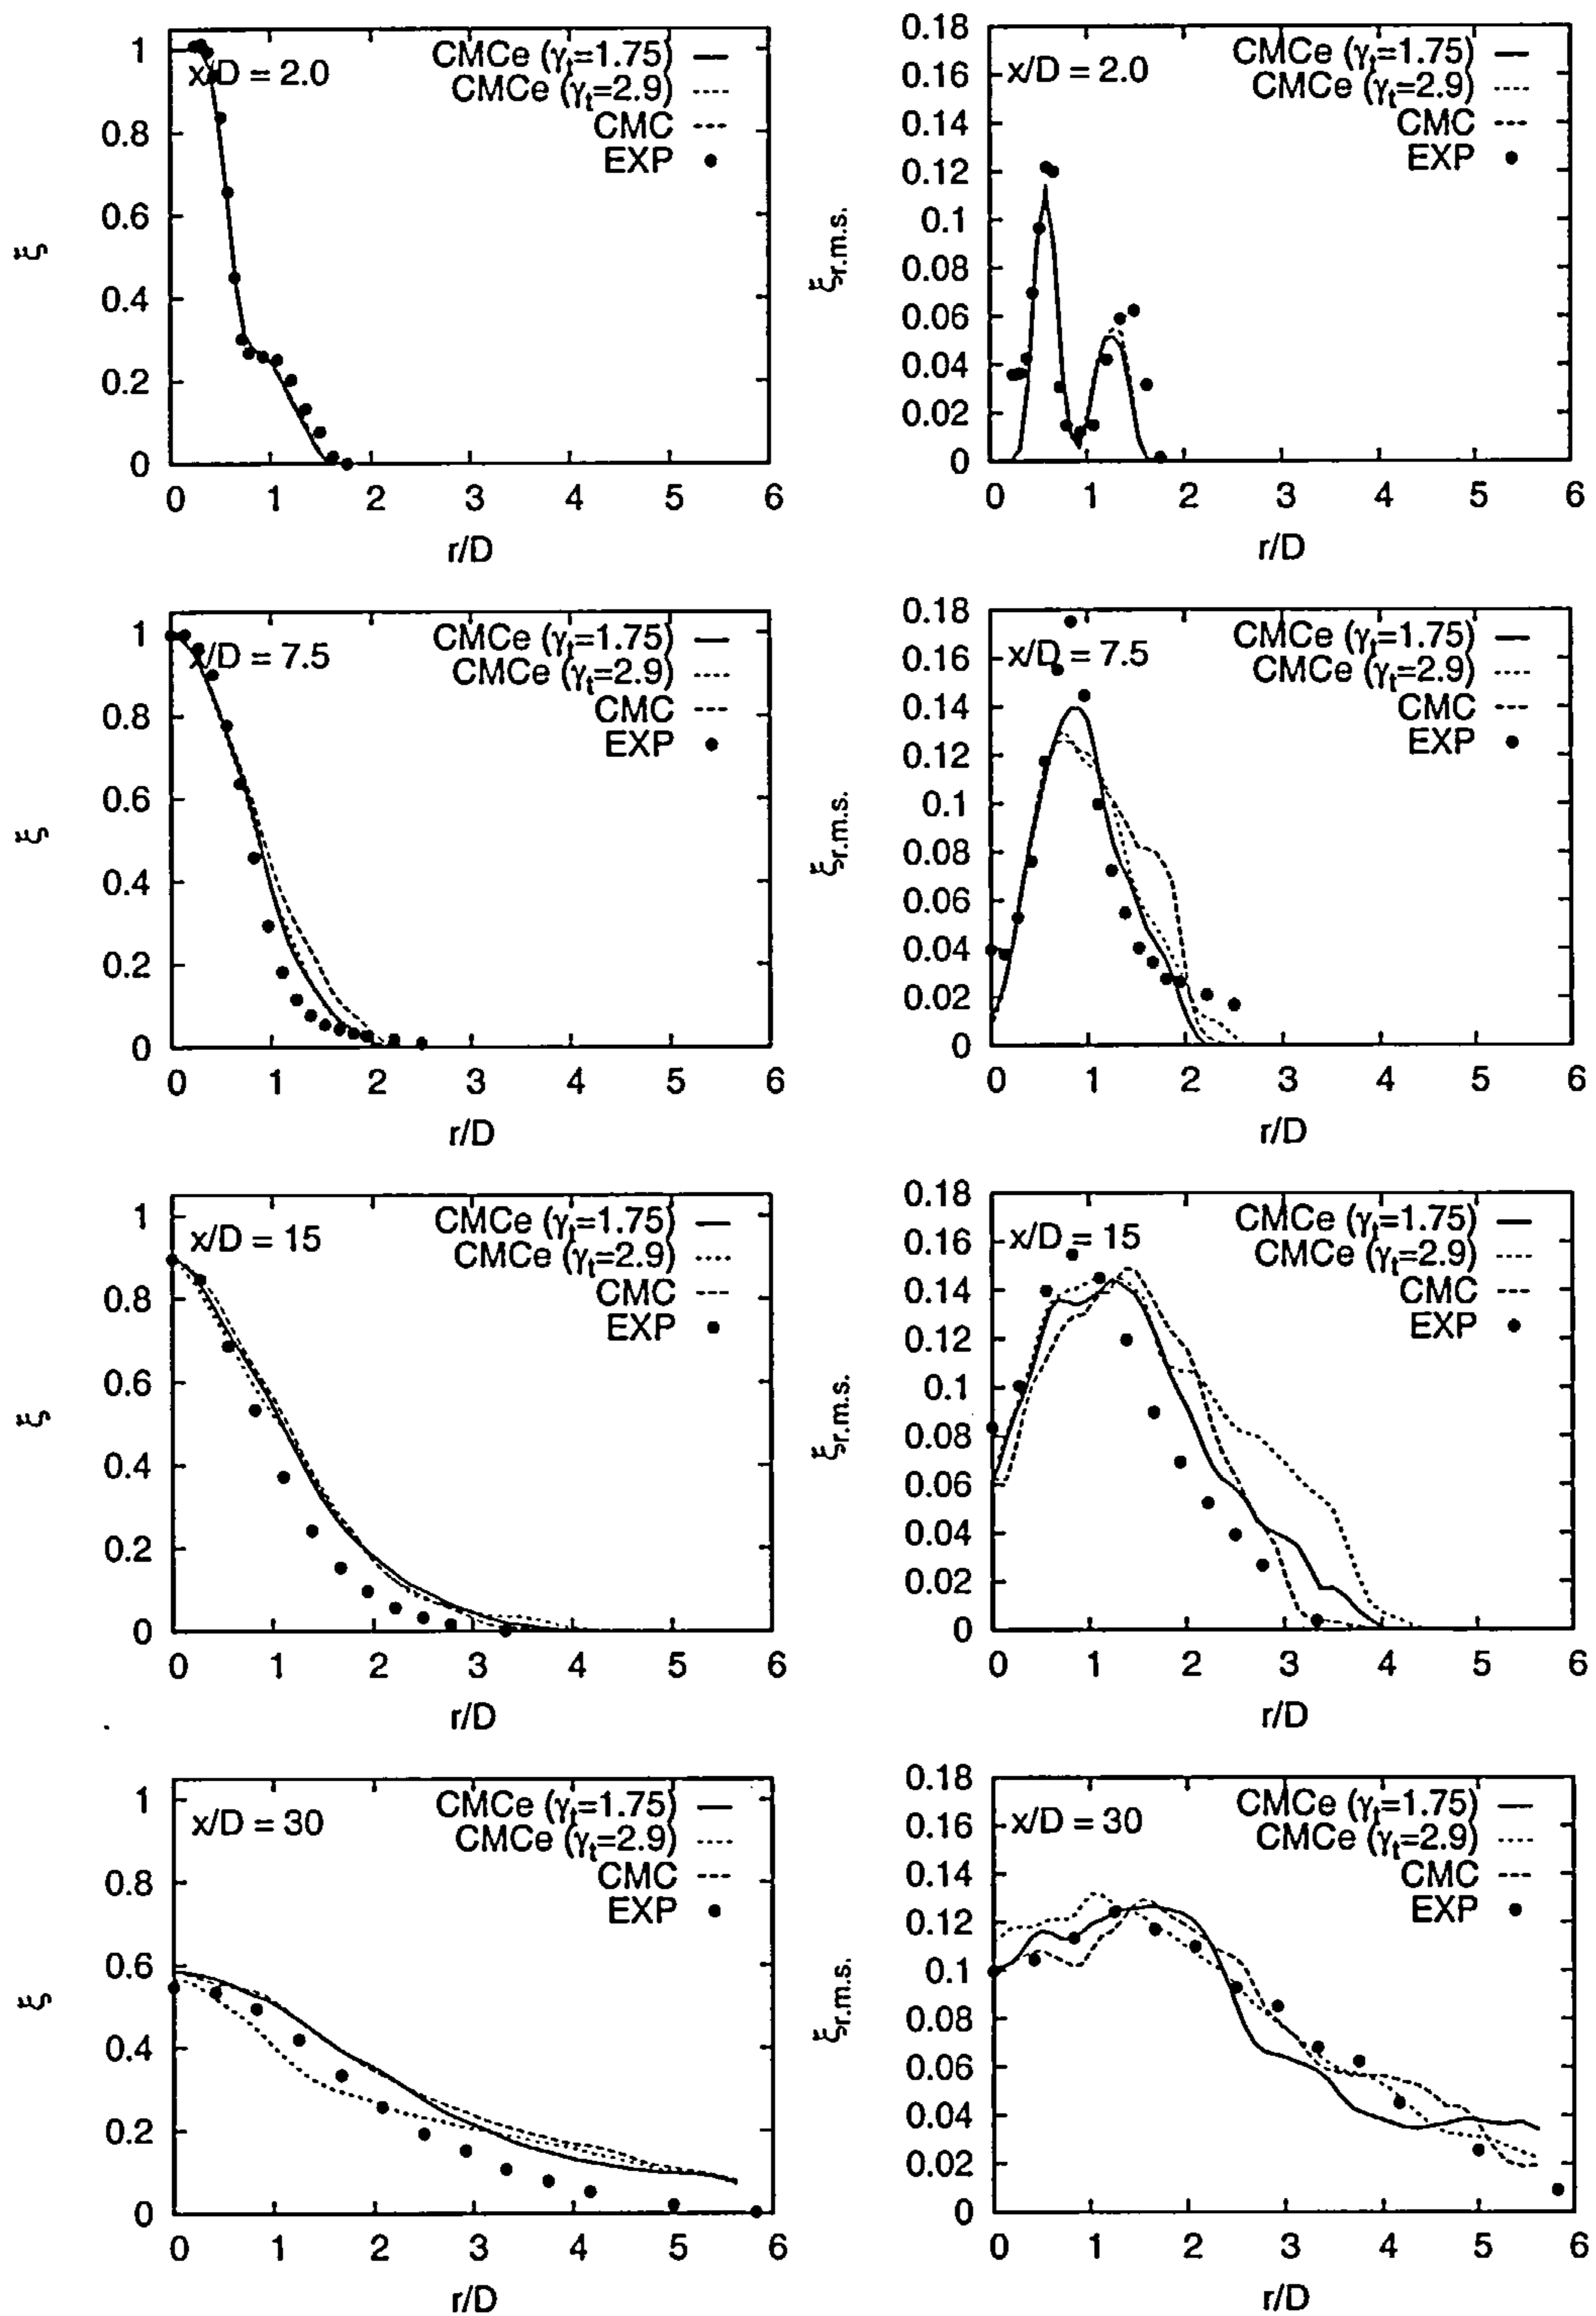 1
0.8
0.6
0.4
0.2
0
ξ
x/D = 2.0
CMCe (γt=1.75)
CMCe (γt=2.9)
CMC
EXP
0 1 2 3 4 5 6
r/D
0.18
0.16
0.14
0.12
0.1
0.08
0.06
0.04
0.02
0
ξr.m.s.
x/D = 2.0
CMCe (γt=1.75)
CMCe (γt=2.9)
CMC
EXP
0 1 2 3 4 5 6
r/D
1
0.8
0.6
0.4
0.2
0
ξ
x/D = 7.5
CMCe (γt=1.75)
CMCe (γt=2.9)
CMC
EXP
0 1 2 3 4 5 6
r/D
0.18
0.16
0.14
0.12
0.1
0.08
0.06
0.04
0.02
0
ξr.m.s.
x/D = 7.5
CMCe (γt=1.75)
CMCe (γt=2.9)
CMC
EXP
0 1 2 3 4 5 6
r/D
1
0.8
0.6
0.4
0.2
0
ξ
x/D = 15
CMCe (γt=1.75)
CMCe (γt=2.9)
CMC
EXP
0 1 2 3 4 5 6
r/D
0.18
0.16
0.14
0.12
0.1
0.08
0.06
0.04
0.02
0
ξr.m.s.
x/D = 15
CMCe (γt=1.75)
CMCe (γt=2.9)
CMC
EXP
0 1 2 3 4 5 6
r/D
1
0.8
0.6
0.4
0.2
0
ξ
x/D = 30
CMCe (γt=1.75)
CMCe (γt=2.9)
CMC
EXP
0 1 2 3 4 5 6
r/D
0.18
0.16
0.14
0.12
0.1
0.08
0.06
0.04
0.02
0
ξr.m.s.
x/D = 30
CMCe (γt=1.75)
CMCe (γt=2.9)
CMC
EXP
0 1 2 3 4 5 6
r/D